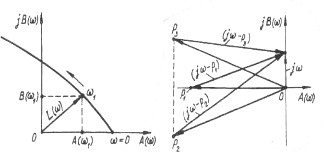 jB(ω)
ω₁
B(ω₁)
L(ω)
0
A(ω₁)
ω=0
A(ω)
jB(ω)
P₃
(jω-p₃)
(jω-p₁)
jω
P₁
0
A(ω)
(jω-p₂)
P₂